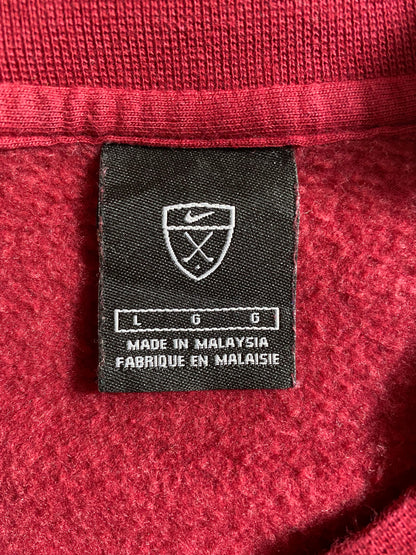 L G G
MADE IN MALAYSIA
FABRIQUE EN MALAISIE